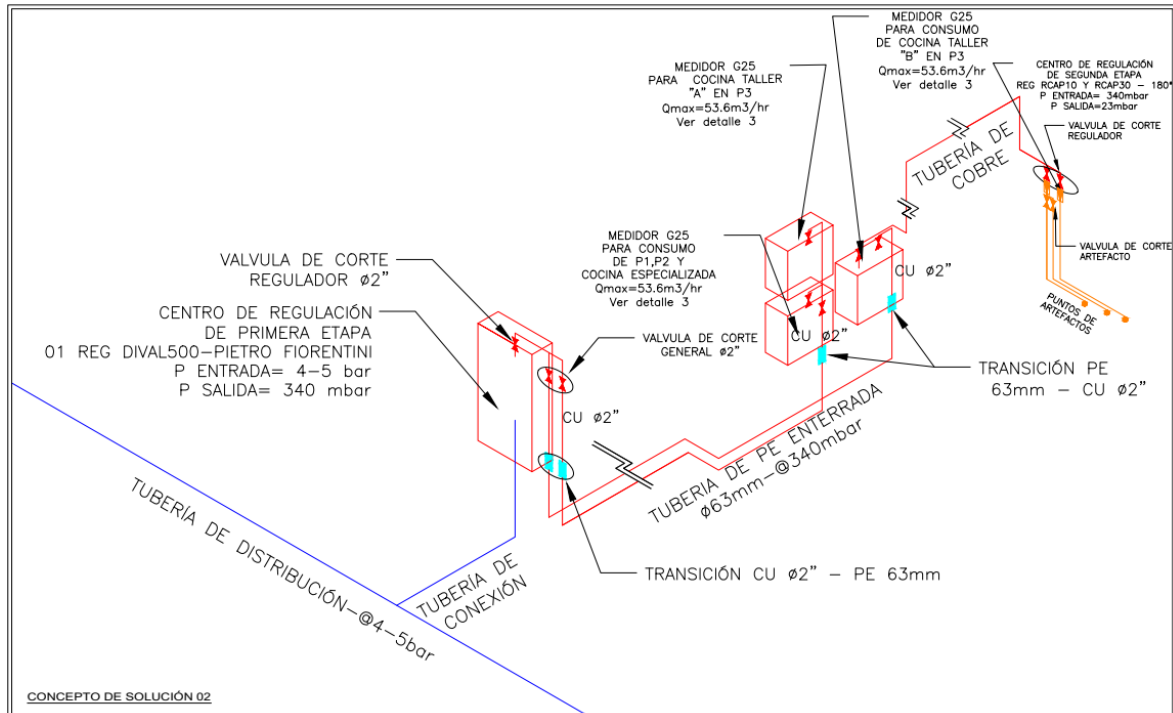 MEDIDOR G25
PARA CONSUMO
DE COCINA TALLER
"B" EN P3
Qmax=53.6m3/hr
Ver detalle 3
MEDIDOR G25
PARA COCINA TALLER
"A" EN P3
Qmax=53.6m3/hr
Ver detalle 3
CENTRO DE REGULACIÓN
DE SEGUNDA ETAPA
REG RCAP10 Y RCAP30 - 180°
P ENTRADA= 340mbar
P SALIDA=23mbar
VALVULA DE CORTE
REGULADOR
TUBERÍA DE
COBRE
MEDIDOR G25
PARA CONSUMO
DE P1,P2 Y
COCINA ESPECIALIZADA
Qmax=53.6m3/hr
Ver detalle 3
VALVULA DE CORTE
ARTEFACTO
VALVULA DE CORTE
REGULADOR ø2"
CU ø2"
PUNTOS DE
ARTEFACTOS
CENTRO DE REGULACIÓN
DE PRIMERA ETAPA
01 REG DIVAL500-PIETRO FIORENTINI
P ENTRADA= 4-5 bar
P SALIDA= 340 mbar
VALVULA DE CORTE
GENERAL ø2"
CU ø2"
TRANSICIÓN PE
63mm - CU ø2"
CU ø2"
TUBERIA DE PE ENTERRADA
ø63mm-@340mbar
TUBERÍA DE DISTRIBUCIÓN-@4-5bar
TUBERÍA DE
CONEXIÓN
TRANSICIÓN CU ø2" - PE 63mm
CONCEPTO DE SOLUCIÓN 02